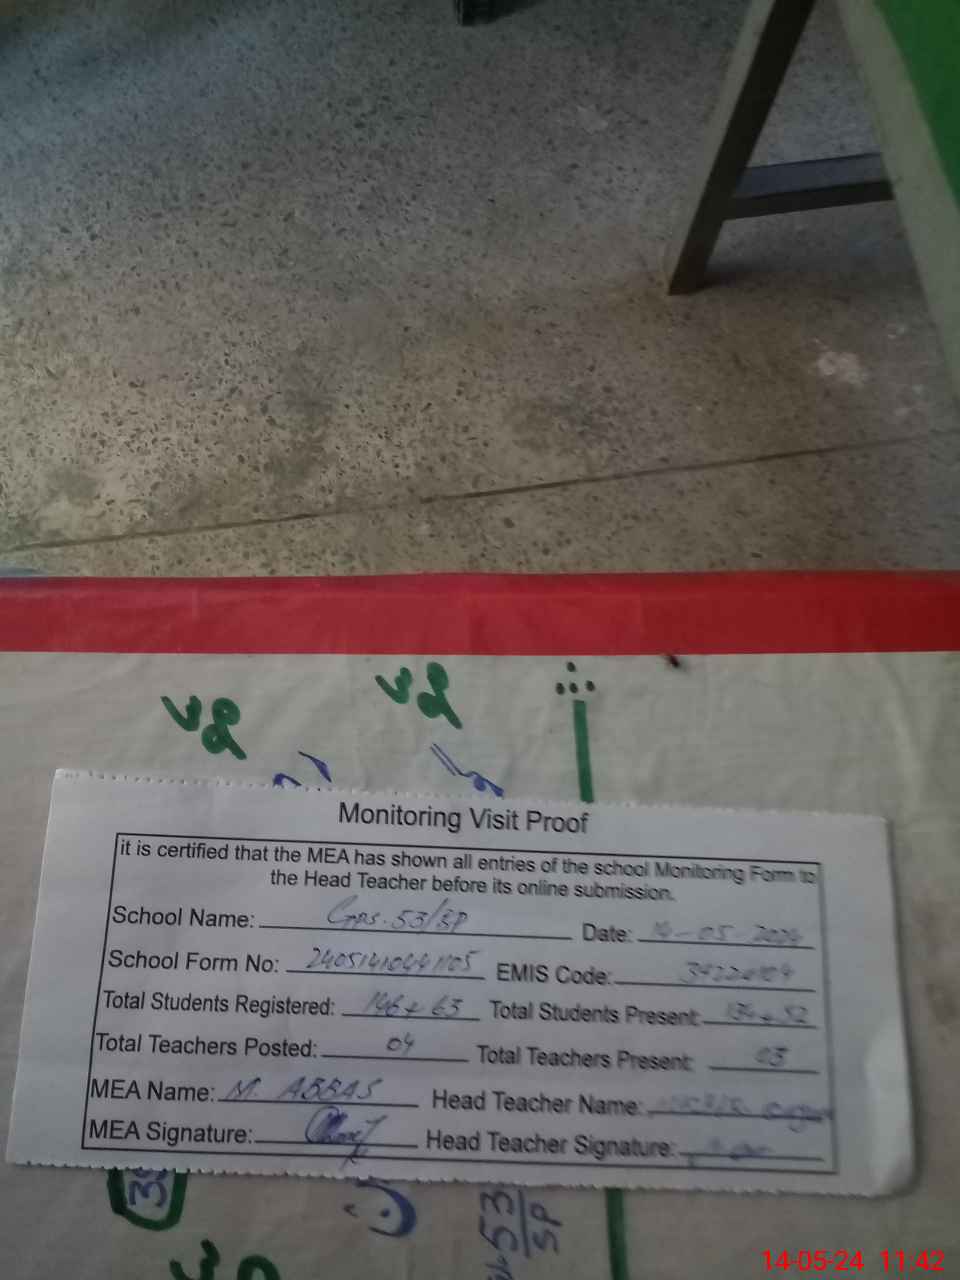 Monitoring Visit Proof
it is certified that the MEA has shown all entries of the school Monitoring Form to
the Head Teacher before its online submission.
School Name: GPS. 53/SP Date: 14-05-2024
School Form No: 24051410441105 EMIS Code:
Total Students Registered: 146+63 Total Students Present: 134+52
Total Teachers Posted: 04 Total Teachers Present: 03
MEA Name: M. ABBAS Head Teacher Name:
MEA Signature: Head Teacher Signature:
53
SP
14-05-24 11:42